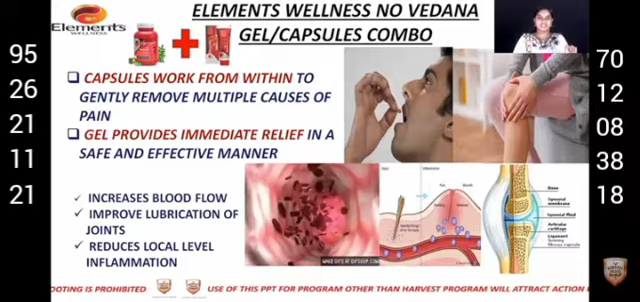 ELEMENTS WELLNESS NO VEDANA
GEL/CAPSULES COMBO
Elements
WELLNESS
95
26
21
11
21
CAPSULES WORK FROM WITHIN TO
GENTLY REMOVE MULTIPLE CAUSES OF
PAIN
GEL PROVIDES IMMEDIATE RELIEF IN A
SAFE AND EFFECTIVE MANNER
INCREASES BLOOD FLOW
IMPROVE LUBRICATION OF
JOINTS
REDUCES LOCAL LEVEL
INFLAMMATION
70
12
08
38
18
Bone
Synovial
membrane
Synovial fluid
Articular
cartilage
Ligament
OOTING IS PROHIBITED
USE OF THIS PPT FOR PROGRAM OTHER THAN HARVEST PROGRAM WILL ATTRACT ACTION